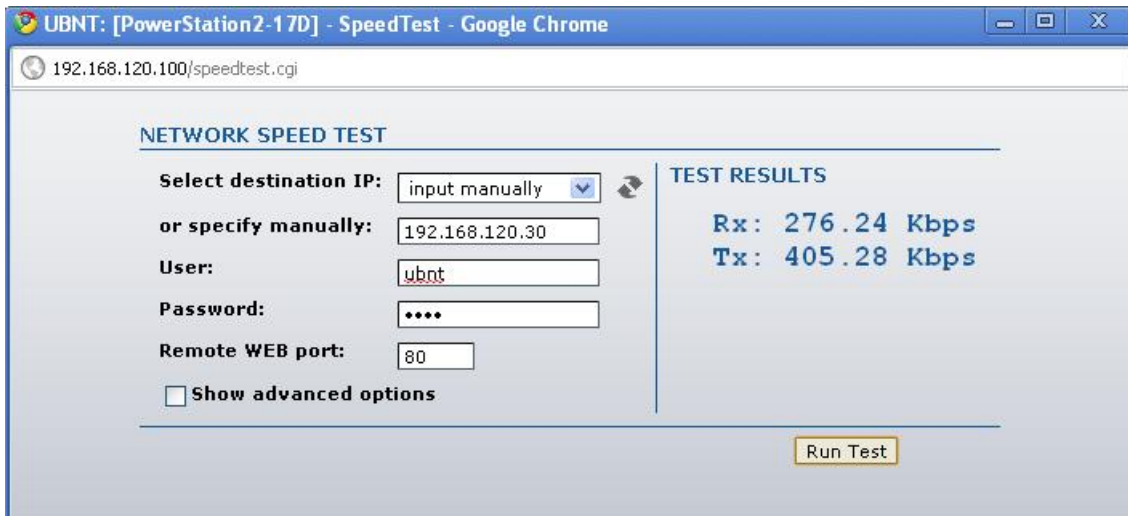 UBNT: [PowerStation2-17D] - SpeedTest - Google Chrome
192.168.120.100/speedtest.cgi
NETWORK SPEED TEST
Select destination IP: input manually
or specify manually: 192.168.120.30
User: ubnt
Password: ••••
Remote WEB port: 80
Show advanced options
TEST RESULTS
Rx: 276.24 Kbps
Tx: 405.28 Kbps
Run Test